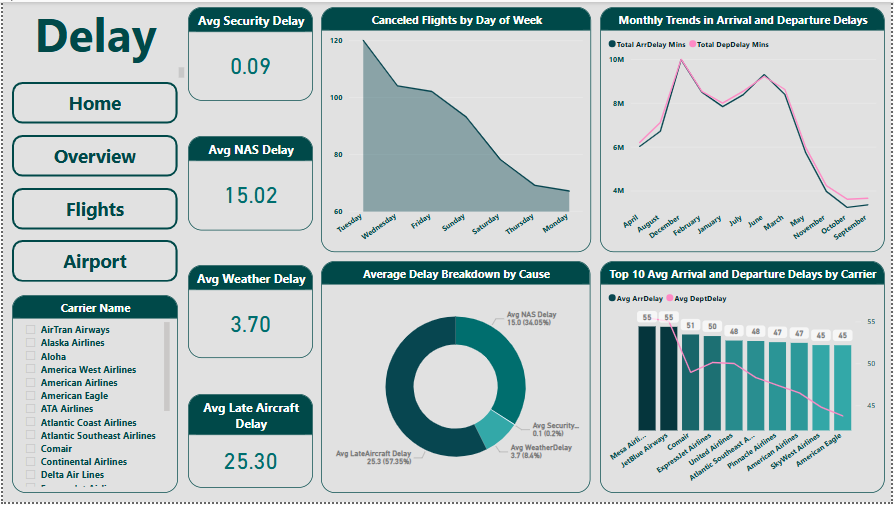 Delay
Home
Overview
Flights
Airport
Carrier Name
AirTran Airways
Alaska Airlines
Aloha
America West Airlines
American Airlines
American Eagle
ATA Airlines
Atlantic Coast Airlines
Atlantic Southeast Airlines
Comair
Continental Airlines
Delta Air Lines
Avg Security Delay
0.09
Avg NAS Delay
15.02
Avg Weather Delay
3.70
Avg Late Aircraft
Delay
25.30
Canceled Flights by Day of Week
120
100
80
60
Tuesday
Wednesday
Friday
Sunday
Saturday
Thursday
Monday
Monthly Trends in Arrival and Departure Delays
Total ArrDelay Mins Total DepDelay Mins
10M
8M
6M
4M
April
August
December
February
January
July
June
March
May
November
October
September
Average Delay Breakdown by Cause
Avg NAS Delay
15.0 (34.05%)
Avg Security...
0.1 (0.2%)
Avg WeatherDelay
3.7 (8.4%)
Avg LateAircraft Delay
25.3 (57.35%)
Top 10 Avg Arrival and Departure Delays by Carrier
Avg ArrDelay Avg DeptDelay
55 55 51 50 48 48 47 47 45 45
55
50
45
Mesa Airli...
JetBlue Airways
Comair
ExpressJet Airlines
United Airlines
Atlantic Southeast A...
Pinnacle Airlines
American Airlines
SkyWest Airlines
American Eagle